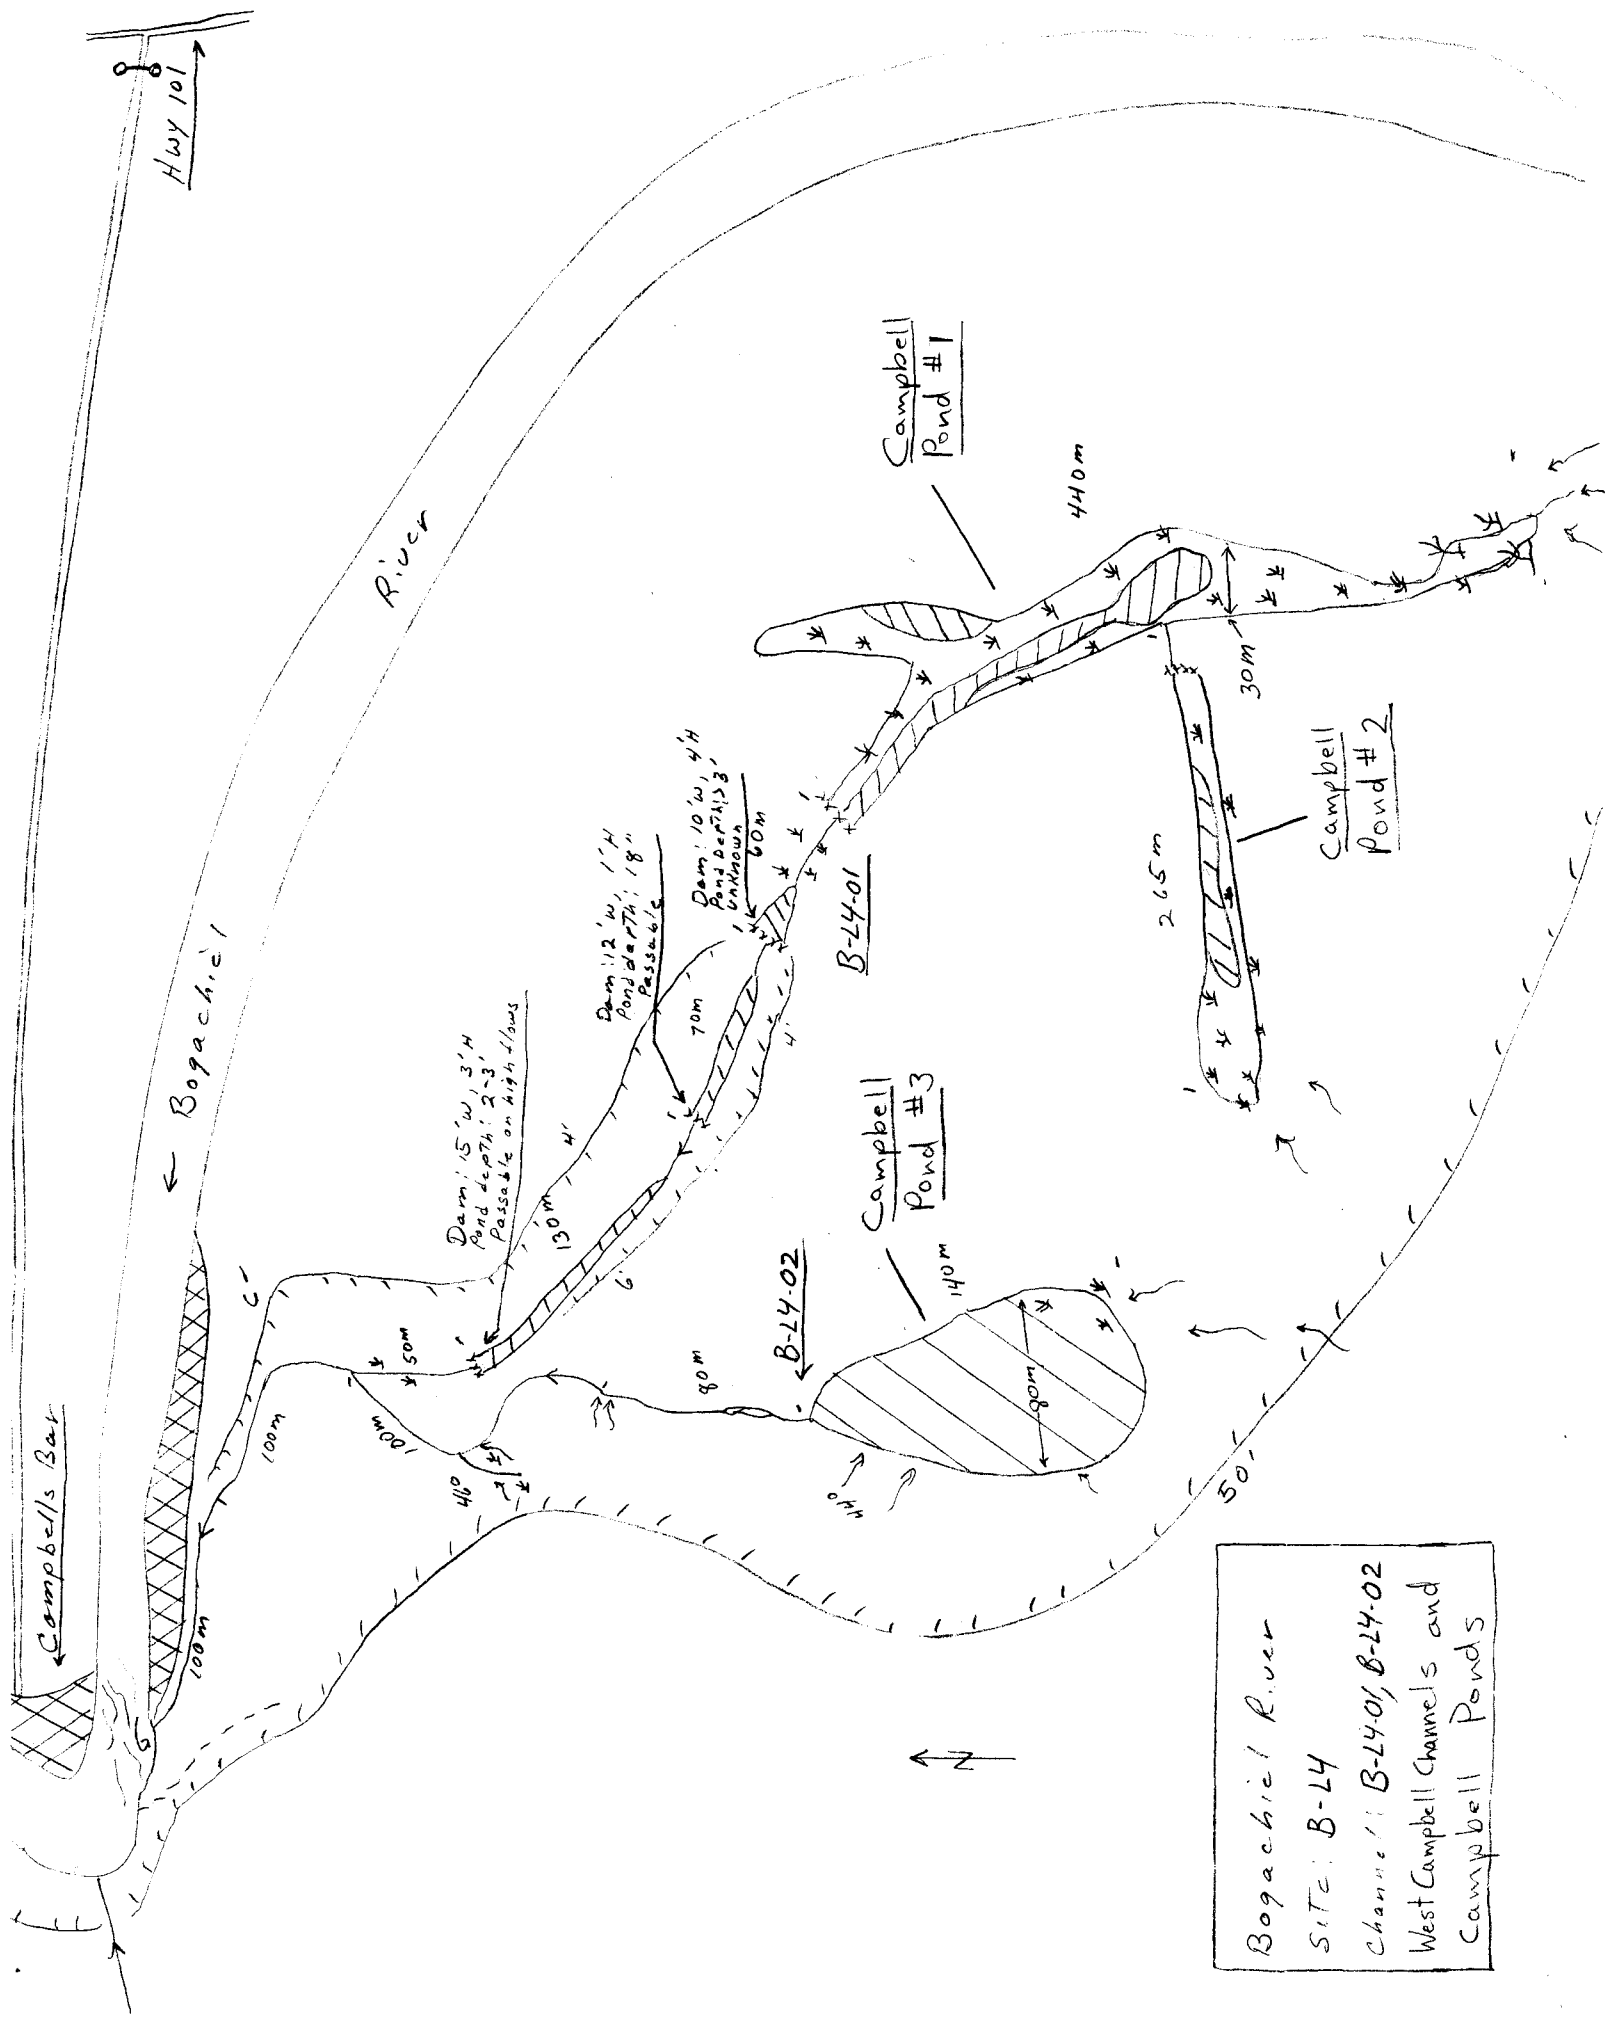 Hwy 101
Campbells Bar
← Bogachiel River
Campbell
Pond #1
440m
30m
Campbell
Pond #2
265m
Dam: 10'W, 4'H
Pond Depth: 3'
Unknown
60m
B-L4-01
Dam: 12'W, 1'H
Pond depth: 18"
Passable
70m
4'
Dam: 15'W, 3'H
Pond depth: 2-3'
Passable on high flows
130m
4'
6'
6'
50m
100m
100m
100m
46°
80m
B-L4-02
Campbell
Pond #3
140m
80m
44°
50'
N
Bogachiel River
Site: B-L4
Channel: B-L4-01, B-L4-02
West Campbell Channels and
Campbell Ponds